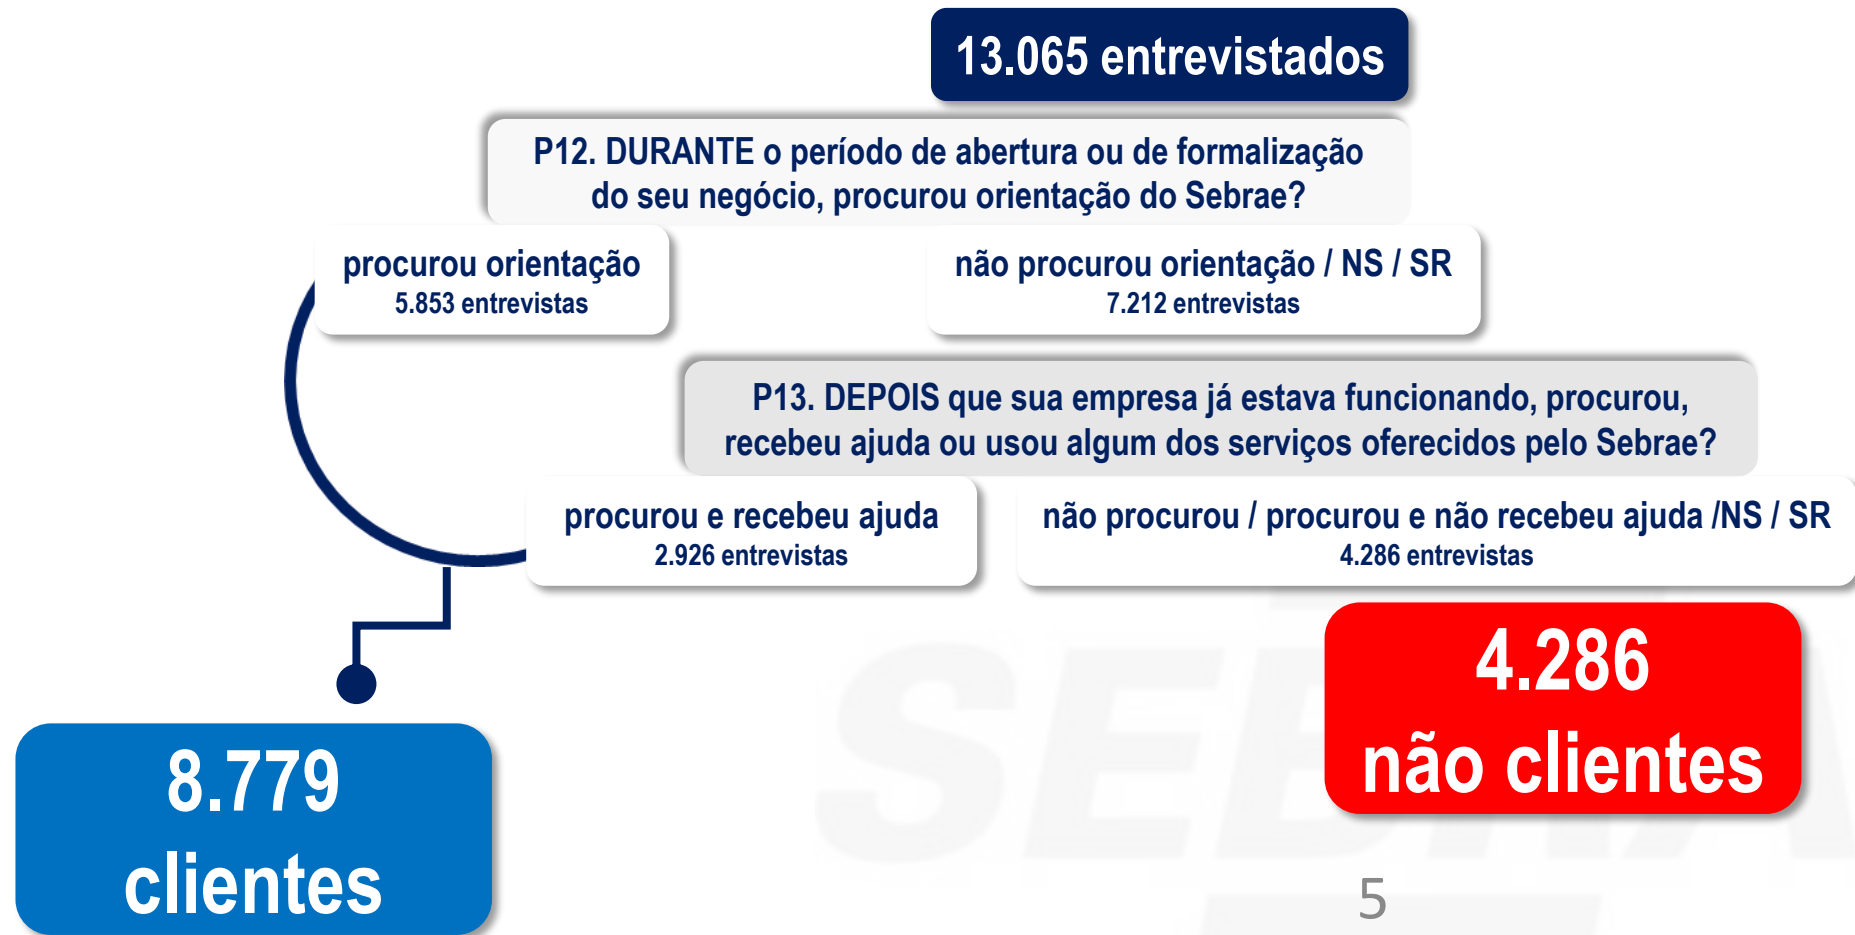 13.065 entrevistados
P12. DURANTE o período de abertura ou de formalização
do seu negócio, procurou orientação do Sebrae?
procurou orientação
5.853 entrevistas
não procurou orientação / NS / SR
7.212 entrevistas
P13. DEPOIS que sua empresa já estava funcionando, procurou,
recebeu ajuda ou usou algum dos serviços oferecidos pelo Sebrae?
procurou e recebeu ajuda
2.926 entrevistas
não procurou / procurou e não recebeu ajuda /NS / SR
4.286 entrevistas
4.286
não clientes
8.779
clientes
SEBRA
5